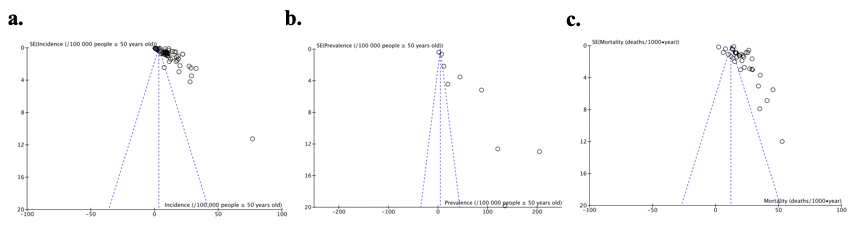 a.
SE(Incidence (/100 000 people ≥ 50 years old))
0
4
8
12
16
20
Incidence (/100 000 people ≥ 50 years old)
-100 -50 0 50 100
b.
SE(Prevalence (/100 000 people ≥ 50 years old))
0
4
8
12
16
20
Prevalence (/100 000 people ≥ 50 years old)
-200 -100 0 100 200
c.
SE(Mortality (deaths/1000•year))
0
4
8
12
16
20
Mortality (deaths/1000•year)
-100 -50 0 50 100